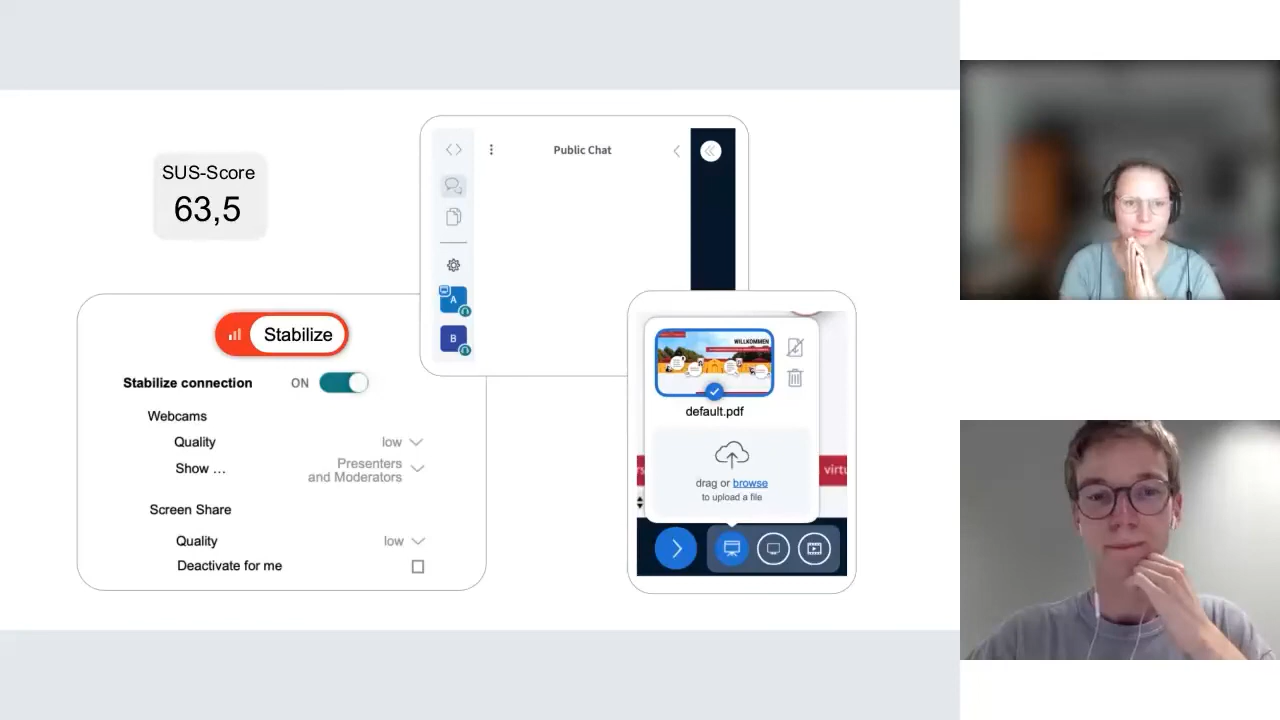 SUS-Score
63,5
Public Chat
A
B
Stabilize
Stabilize connection ON
Webcams
Quality low
Show ... Presenters
and Moderators
Screen Share
Quality low
Deactivate for me
WILLKOMMEN
default.pdf
drag or browse
to upload a file
virtu